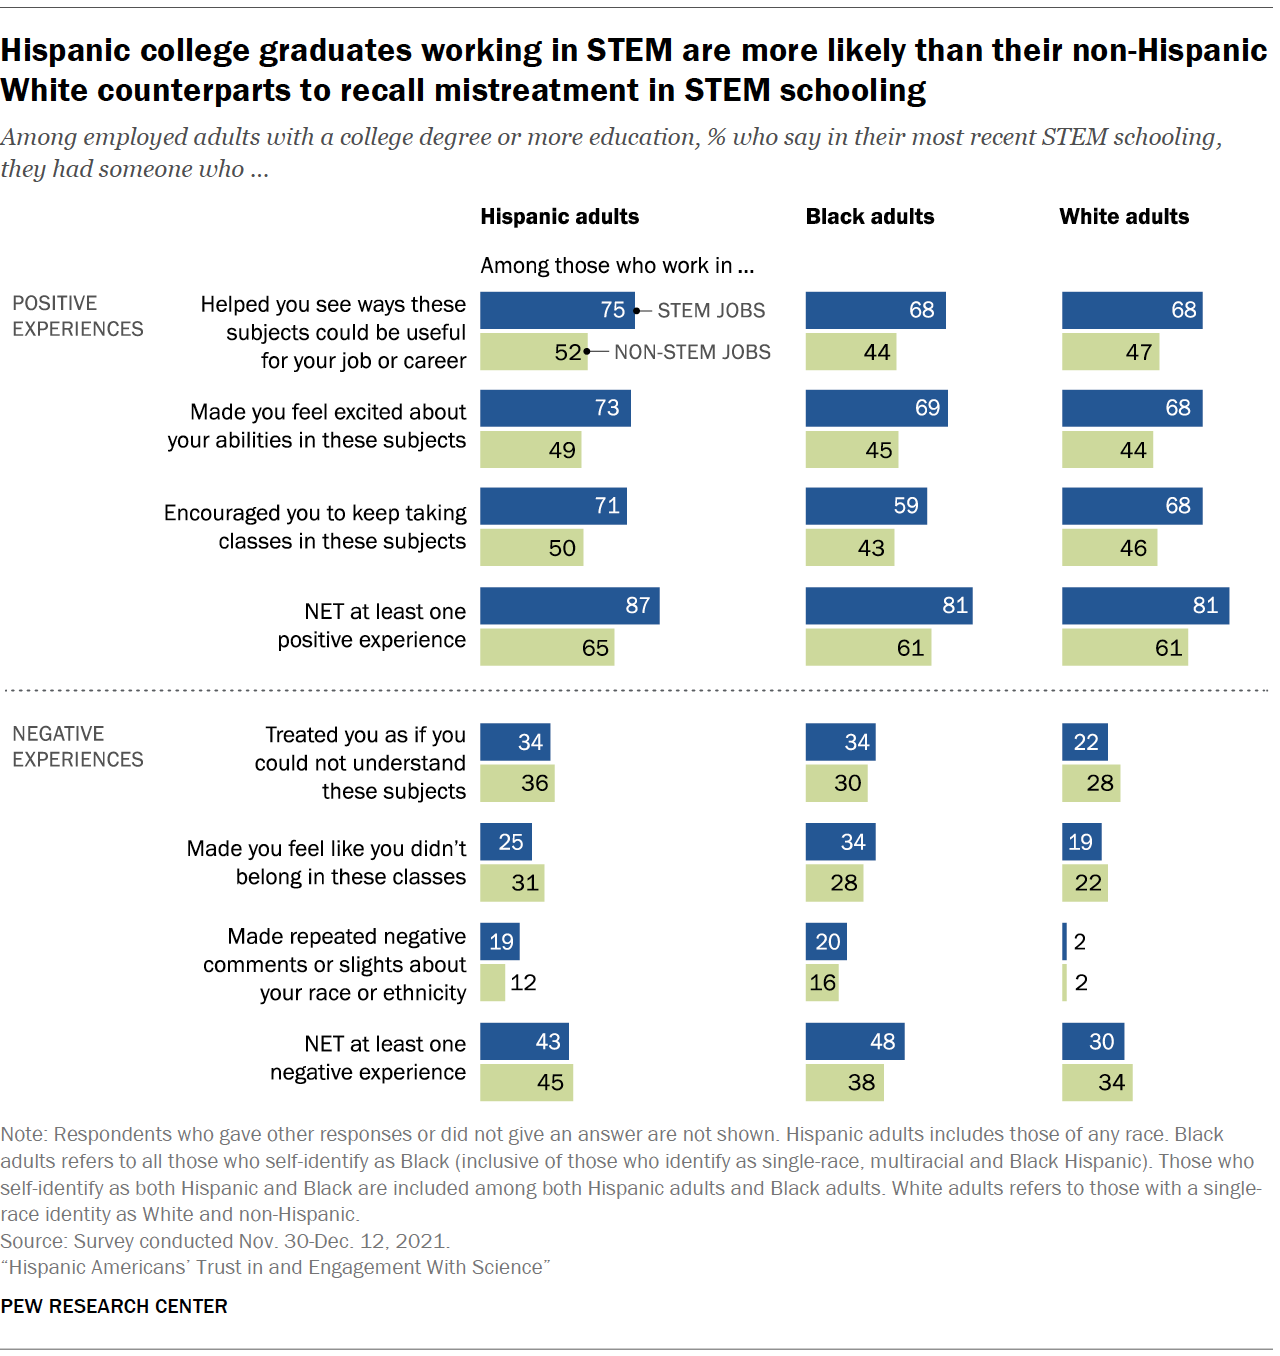 Hispanic college graduates working in STEM are more likely than their non-Hispanic
White counterparts to recall mistreatment in STEM schooling
Among employed adults with a college degree or more education, % who say in their most recent STEM schooling,
they had someone who ...
Hispanic adults Black adults White adults
Among those who work in ...
POSITIVE
EXPERIENCES
Helped you see ways these
subjects could be useful
for your job or career
75 STEM JOBS 68 68
52 NON-STEM JOBS 44 47
Made you feel excited about
your abilities in these subjects
73 69 68
49 45 44
Encouraged you to keep taking
classes in these subjects
71 59 68
50 43 46
NET at least one
positive experience
87 81 81
65 61 61
NEGATIVE
EXPERIENCES
Treated you as if you
could not understand
these subjects
34 34 22
36 30 28
Made you feel like you didn’t
belong in these classes
25 34 19
31 28 22
Made repeated negative
comments or slights about
your race or ethnicity
19 20 2
12 16 2
NET at least one
negative experience
43 48 30
45 38 34
Note: Respondents who gave other responses or did not give an answer are not shown. Hispanic adults includes those of any race. Black
adults refers to all those who self-identify as Black (inclusive of those who identify as single-race, multiracial and Black Hispanic). Those who
self-identify as both Hispanic and Black are included among both Hispanic adults and Black adults. White adults refers to those with a single-
race identity as White and non-Hispanic.
Source: Survey conducted Nov. 30-Dec. 12, 2021.
“Hispanic Americans’ Trust in and Engagement With Science”
PEW RESEARCH CENTER